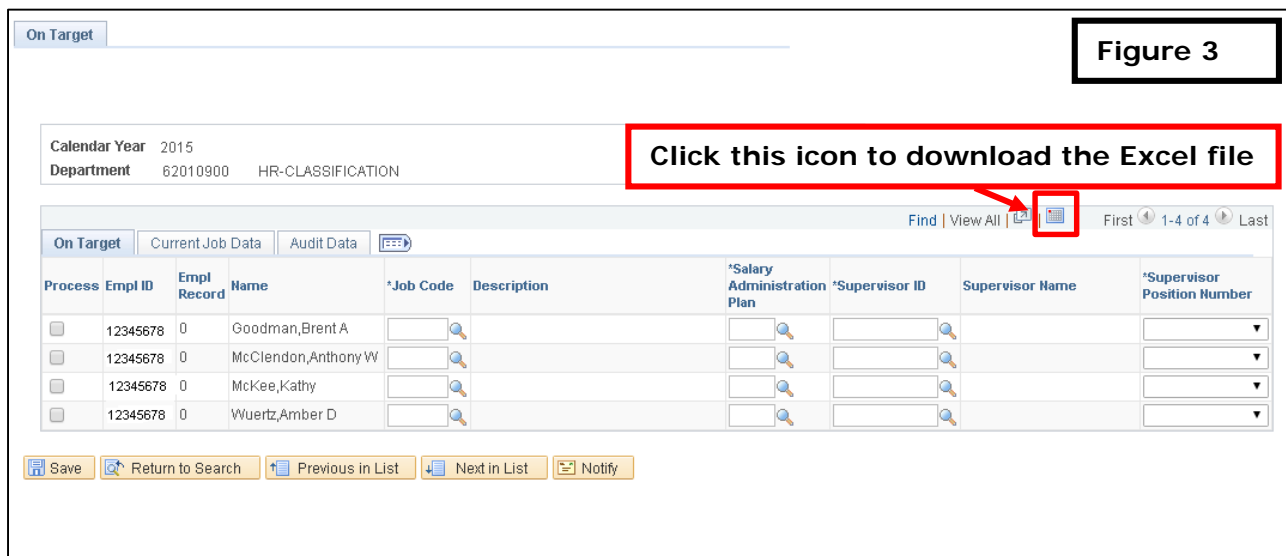 On Target
Figure 3
Calendar Year 2015
Department 62010900 HR-CLASSIFICATION
Click this icon to download the Excel file
Find | View All | | First 1-4 of 4 Last
On Target Current Job Data Audit Data
Process Empl ID Empl Record Name *Job Code Description *Salary Administration Plan *Supervisor ID Supervisor Name *Supervisor Position Number
12345678 0 Goodman,Brent A
12345678 0 McClendon,Anthony W
12345678 0 McKee,Kathy
12345678 0 Wuertz,Amber D
Save Return to Search Previous in List Next in List Notify